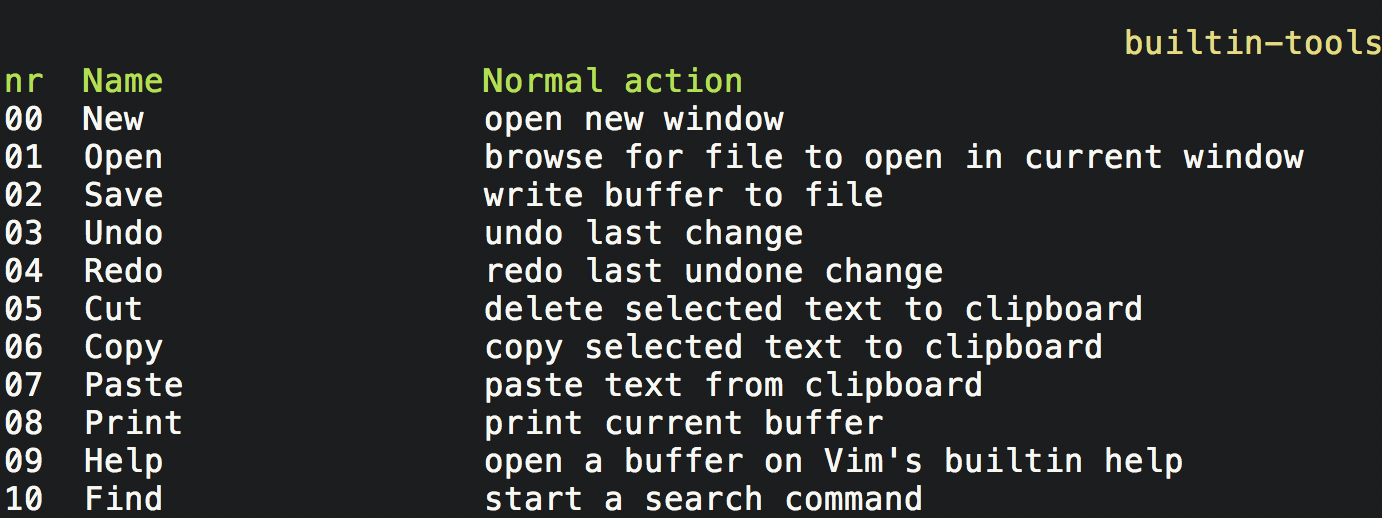 builtin-tools
nr Name Normal action
00 New open new window
01 Open browse for file to open in current window
02 Save write buffer to file
03 Undo undo last change
04 Redo redo last undone change
05 Cut delete selected text to clipboard
06 Copy copy selected text to clipboard
07 Paste paste text from clipboard
08 Print print current buffer
09 Help open a buffer on Vim's builtin help
10 Find start a search command